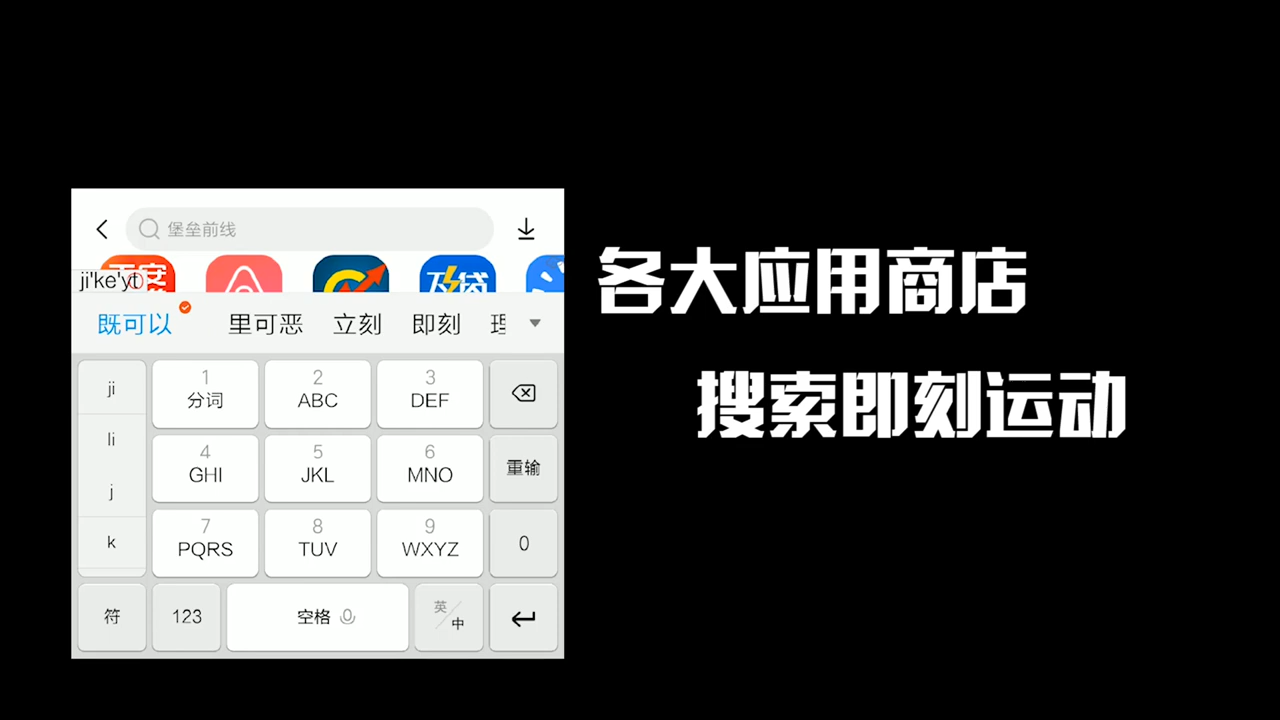 堡垒前线
ji'ke'yt
既可以 里可恶 立刻 即刻 理
ji
li
j
k
1 分词
2 ABC
3 DEF
4 GHI
5 JKL
6 MNO
重输
7 PQRS
8 TUV
9 WXYZ
0
符 123 空格 英/中
各大应用商店
搜索即刻运动